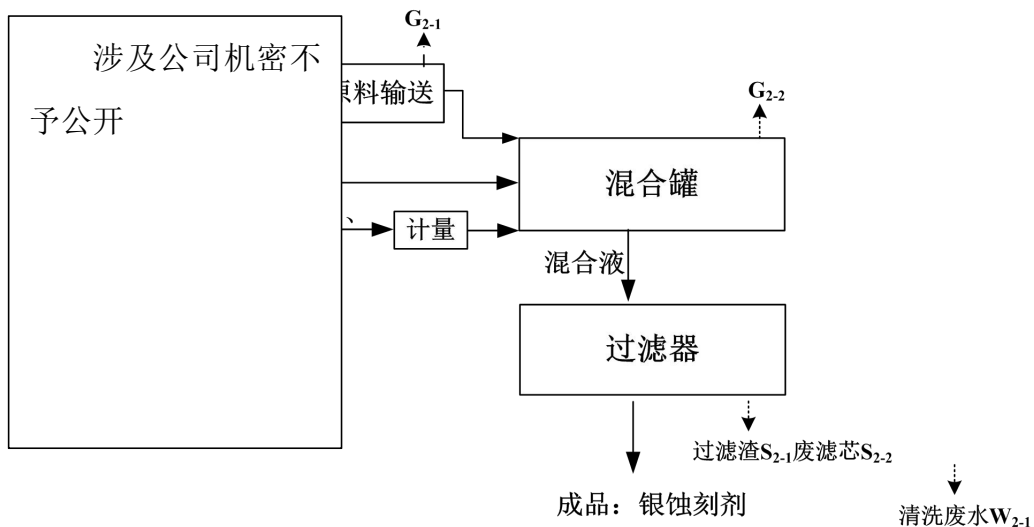 G2-1
涉及公司机密不
予公开
原料输送
G2-2
混合罐
、
计量
混合液
过滤器
过滤渣S2-1废滤芯S2-2
成品：银蚀刻剂
清洗废水W2-1